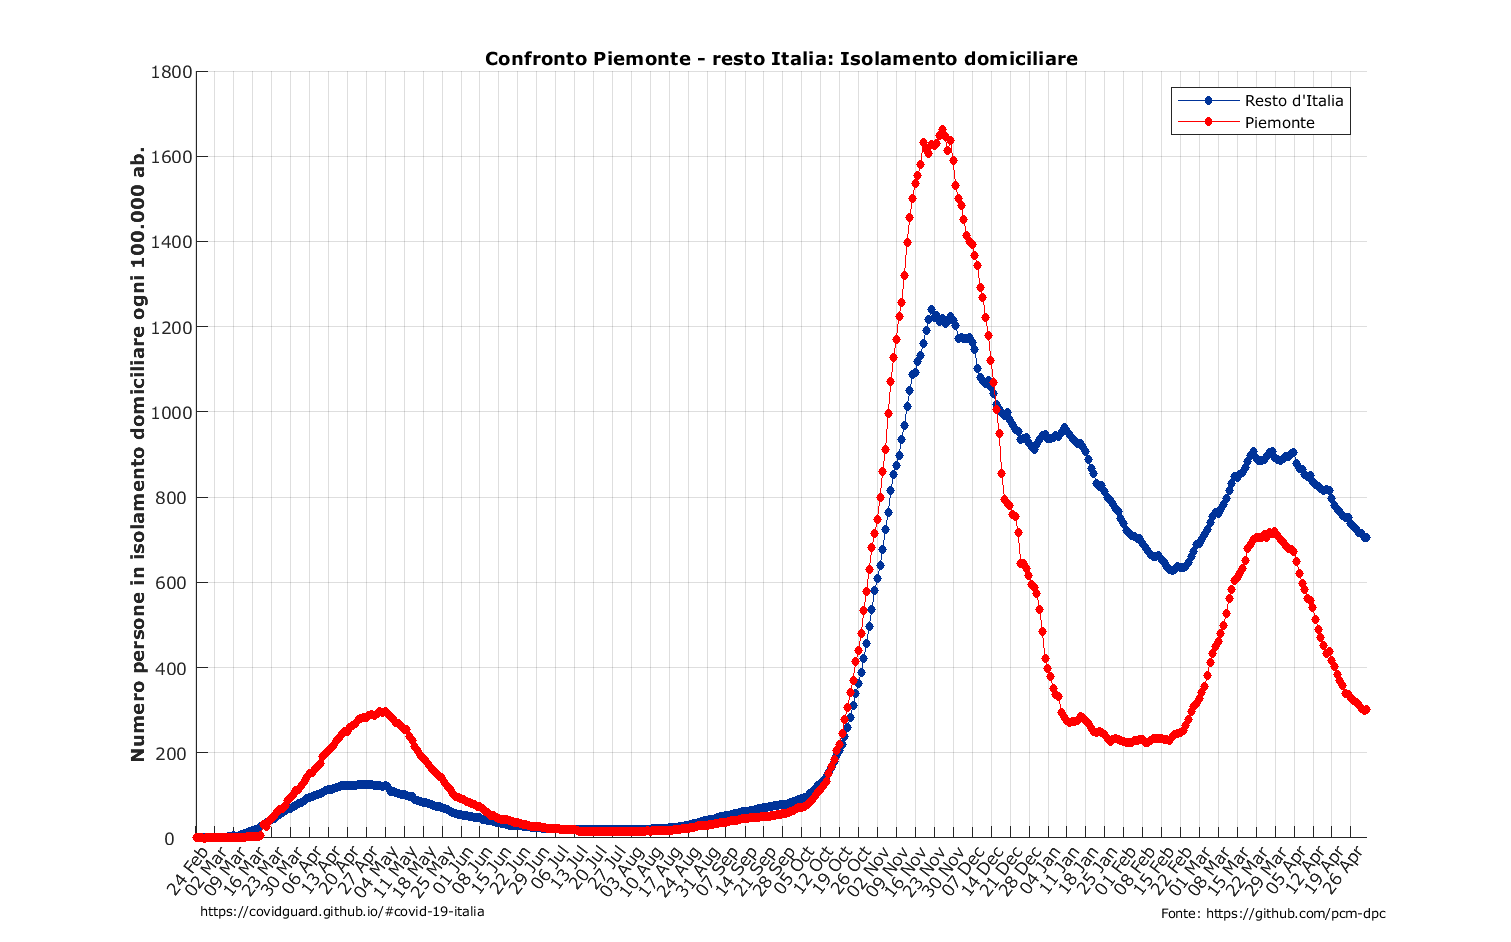 Confronto Piemonte - resto Italia: Isolamento domiciliare
Numero persone in isolamento domiciliare ogni 100.000 ab.
1800
1600
1400
1200
1000
800
600
400
200
0
Resto d'Italia
Piemonte
24 Feb
02 Mar
09 Mar
16 Mar
23 Mar
30 Mar
06 Apr
13 Apr
20 Apr
27 Apr
04 May
11 May
18 May
25 May
01 Jun
08 Jun
15 Jun
22 Jun
29 Jun
06 Jul
13 Jul
20 Jul
27 Jul
03 Aug
10 Aug
17 Aug
24 Aug
31 Aug
07 Sep
14 Sep
21 Sep
28 Sep
05 Oct
12 Oct
19 Oct
26 Oct
02 Nov
09 Nov
16 Nov
23 Nov
30 Nov
07 Dec
14 Dec
21 Dec
28 Dec
04 Jan
11 Jan
18 Jan
25 Jan
01 Feb
08 Feb
15 Feb
22 Feb
01 Mar
08 Mar
15 Mar
22 Mar
29 Mar
05 Apr
12 Apr
19 Apr
26 Apr
https://covidguard.github.io/#covid-19-italia
Fonte: https://github.com/pcm-dpc